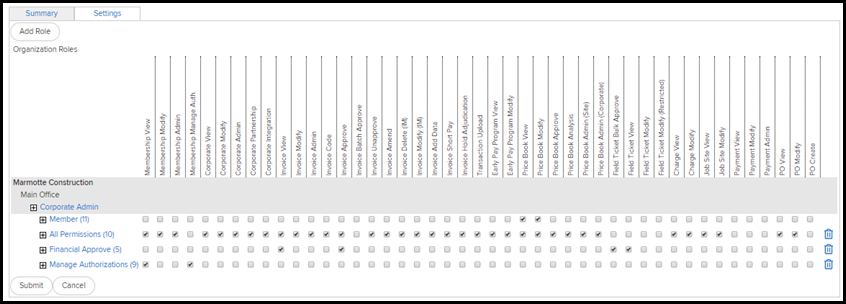 Summary
Settings
Add Role
Organization Roles
Membership View
Membership Modify
Membership Admin
Membership Manage Auth.
Corporate View
Corporate Modify
Corporate Admin
Corporate Partnership
Corporate Integration
Invoice View
Invoice Modify
Invoice Admin
Invoice Code
Invoice Approve
Invoice Batch Approve
Invoice Unapprove
Invoice Amend
Invoice Delete (IM)
Invoice Modify (IM)
Invoice Add Data
Invoice Short Pay
Invoice Hold Adjudication
Transaction Upload
Early Pay Program View
Early Pay Program Modify
Price Book View
Price Book Modify
Price Book Approve
Price Book Analysis
Price Book Admin (Site)
Price Book Admin (Corporate)
Field Ticket Bulk Approve
Field Ticket View
Field Ticket Modify
Field Ticket Modify (Restricted)
Charge View
Charge Modify
Job Site View
Job Site Modify
Payment View
Payment Modify
Payment Admin
PO View
PO Modify
PO Create
Marmotte Construction
Main Office
Corporate Admin
Member (11)
All Permissions (10)
Financial Approve (5)
Manage Authorizations (9)
Submit
Cancel